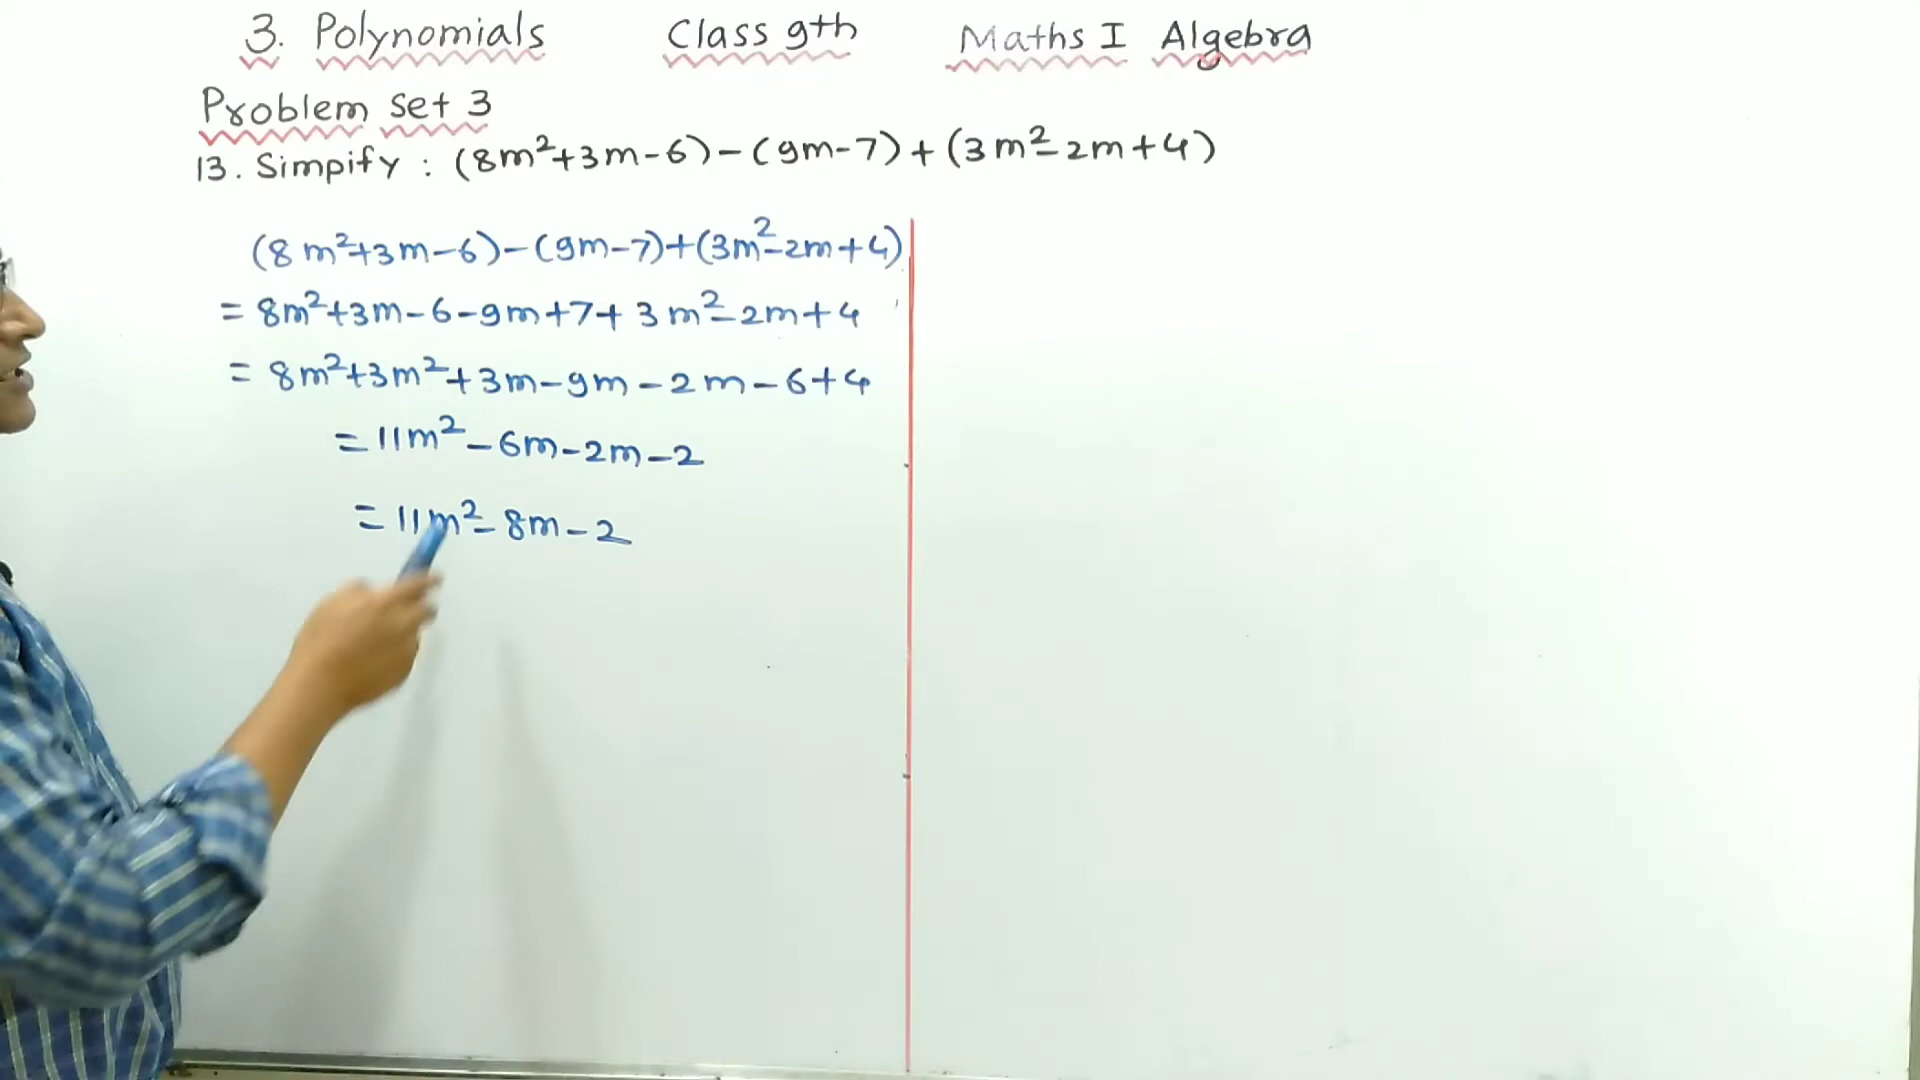 3. Polynomials Class 9th Maths I Algebra
Problem set 3
13. Simpify : (8m²+3m-6)-(9m-7)+(3m²-2m+4)
(8m²+3m-6)-(9m-7)+(3m²-2m+4)
= 8m²+3m-6-9m+7+3m²-2m+4
= 8m²+3m²+3m-9m-2m-6+4
= 11m²-6m-2m-2
= 11m²-8m-2